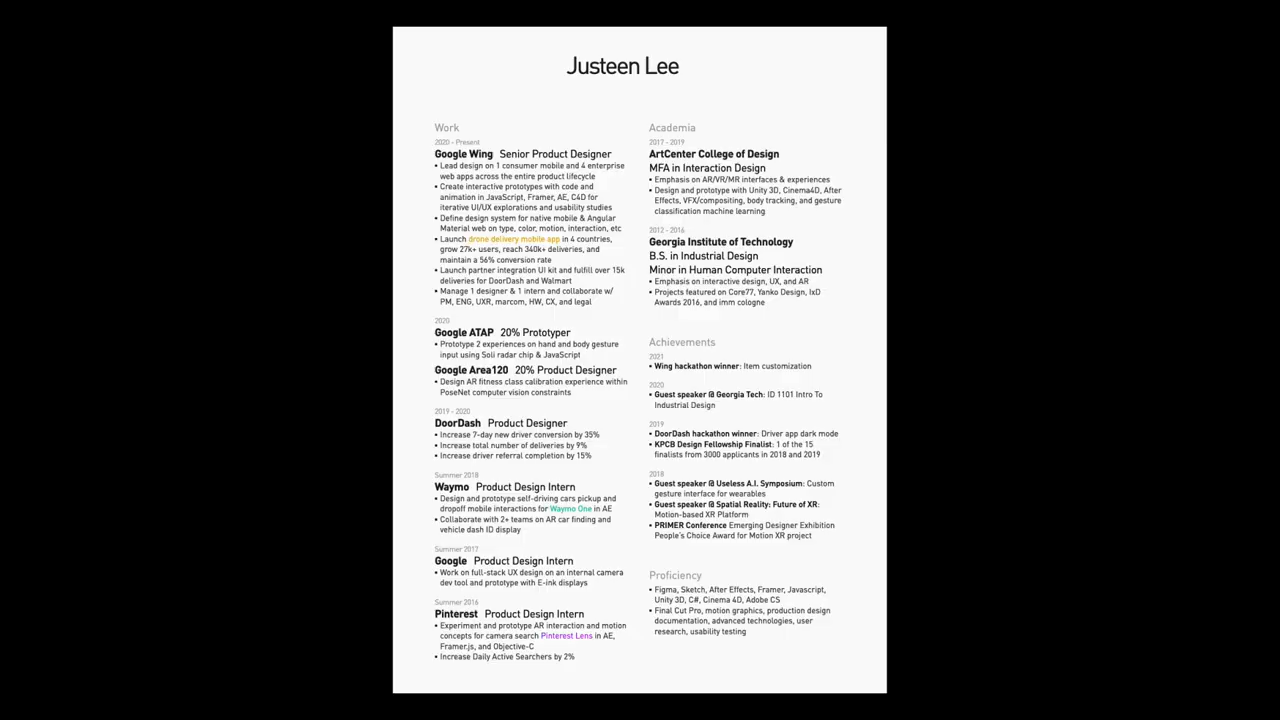 Justeen Lee
Work
2020 - Present
Google Wing Senior Product Designer
• Lead design on 1 consumer mobile and 4 enterprise
web apps across the entire product lifecycle
• Create interactive prototypes with code and
animation in JavaScript, Framer, AE, C4D for
iterative UI/UX explorations and usability studies
• Define design system for native mobile & Angular
Material web on type, color, motion, interaction, etc
• Launch drone delivery mobile app in 4 countries,
grow 27k+ users, reach 340k+ deliveries, and
maintain a 56% conversion rate
• Launch partner integration UI kit and fulfill over 15k
deliveries for DoorDash and Walmart
• Manage 1 designer & 1 intern and collaborate w/
PM, ENG, UXR, marcom, HW, CX, and legal
2020
Google ATAP 20% Prototyper
• Prototype 2 experiences on hand and body gesture
input using Soli radar chip & JavaScript
Google Area120 20% Product Designer
• Design AR fitness class calibration experience within
PoseNet computer vision constraints
2019 - 2020
DoorDash Product Designer
• Increase 7-day new driver conversion by 35%
• Increase total number of deliveries by 9%
• Increase driver referral completion by 15%
Summer 2018
Waymo Product Design Intern
• Design and prototype self-driving cars pickup and
dropoff mobile interactions for Waymo One in AE
• Collaborate with 2+ teams on AR car finding and
vehicle dash ID display
Summer 2017
Google Product Design Intern
• Work on full-stack UX design on an internal camera
dev tool and prototype with E-ink displays
Summer 2016
Pinterest Product Design Intern
• Experiment and prototype AR interaction and motion
concepts for camera search Pinterest Lens in AE,
Framer.js, and Objective-C
• Increase Daily Active Searchers by 2%
Academia
2017 - 2019
ArtCenter College of Design
MFA in Interaction Design
• Emphasis on AR/VR/MR interfaces & experiences
• Design and prototype with Unity 3D, Cinema4D, After
Effects, VFX/compositing, body tracking, and gesture
classification machine learning
2012 - 2016
Georgia Institute of Technology
B.S. in Industrial Design
Minor in Human Computer Interaction
• Emphasis on interactive design, UX, and AR
• Projects featured on Core77, Yanko Design, IxD
Awards 2016, and imm cologne
Achievements
2021
• Wing hackathon winner: Item customization
2020
• Guest speaker @ Georgia Tech: ID 1101 Intro To
Industrial Design
2019
• DoorDash hackathon winner: Driver app dark mode
• KPCB Design Fellowship Finalist: 1 of the 15
finalists from 3000 applicants in 2018 and 2019
2018
• Guest speaker @ Useless A.I. Symposium: Custom
gesture interface for wearables
• Guest speaker @ Spatial Reality: Future of XR:
Motion-based XR Platform
• PRIMER Conference Emerging Designer Exhibition
People's Choice Award for Motion XR project
Proficiency
• Figma, Sketch, After Effects, Framer, Javascript,
Unity 3D, C#, Cinema 4D, Adobe CS
• Final Cut Pro, motion graphics, production design
documentation, advanced technologies, user
research, usability testing